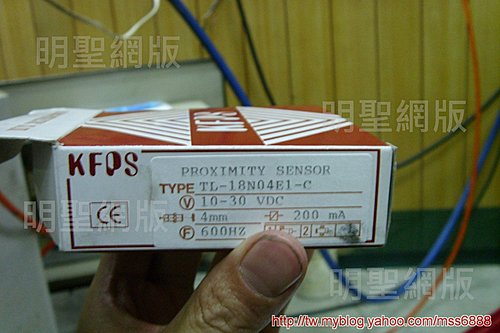 明聖網版
明聖網版
KFPS
KFPS
PROXIMITY SENSOR
TYPE TL-18N04E1-C
V 10-30 VDC
CE
4mm 200 mA
F 600HZ
明聖網版
明聖網版
http://tw.myblog.yahoo.com/mss6888